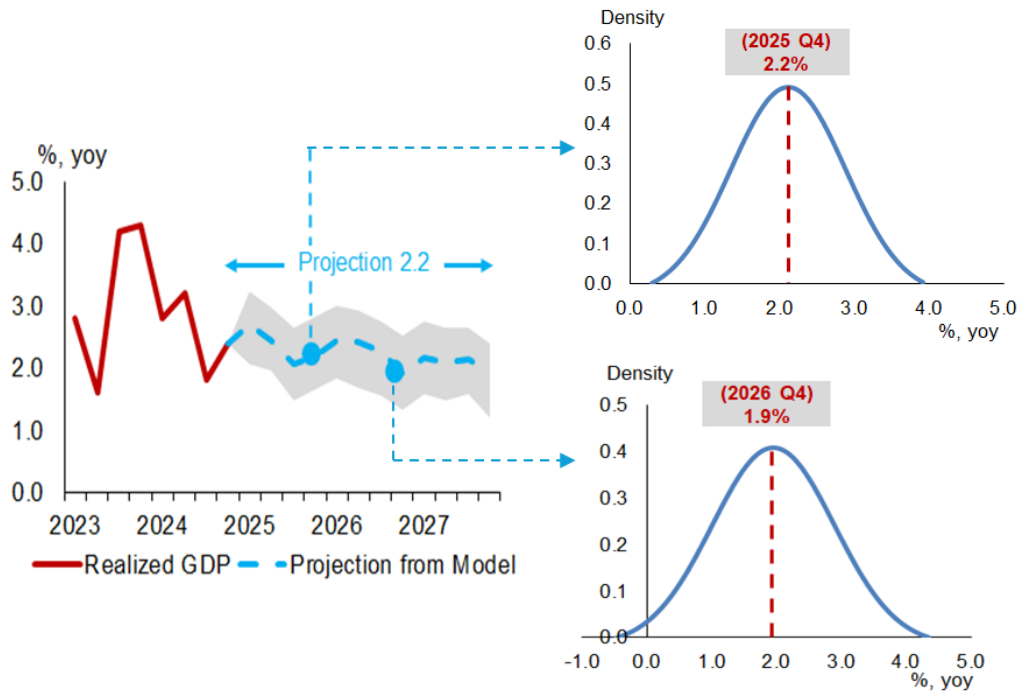 %, yoy
5.0
4.0
3.0
2.0
1.0
0.0
Projection 2.2
2023 2024 2025 2026 2027
Realized GDP Projection from Model
Density
0.6
0.5
0.4
0.3
0.2
0.1
0.0
(2025 Q4)
2.2%
0.0 1.0 2.0 3.0 4.0 5.0
%, yoy
Density
0.5
0.4
0.3
0.2
0.1
0.0
(2026 Q4)
1.9%
-1.0 0.0 1.0 2.0 3.0 4.0 5.0
%, yoy